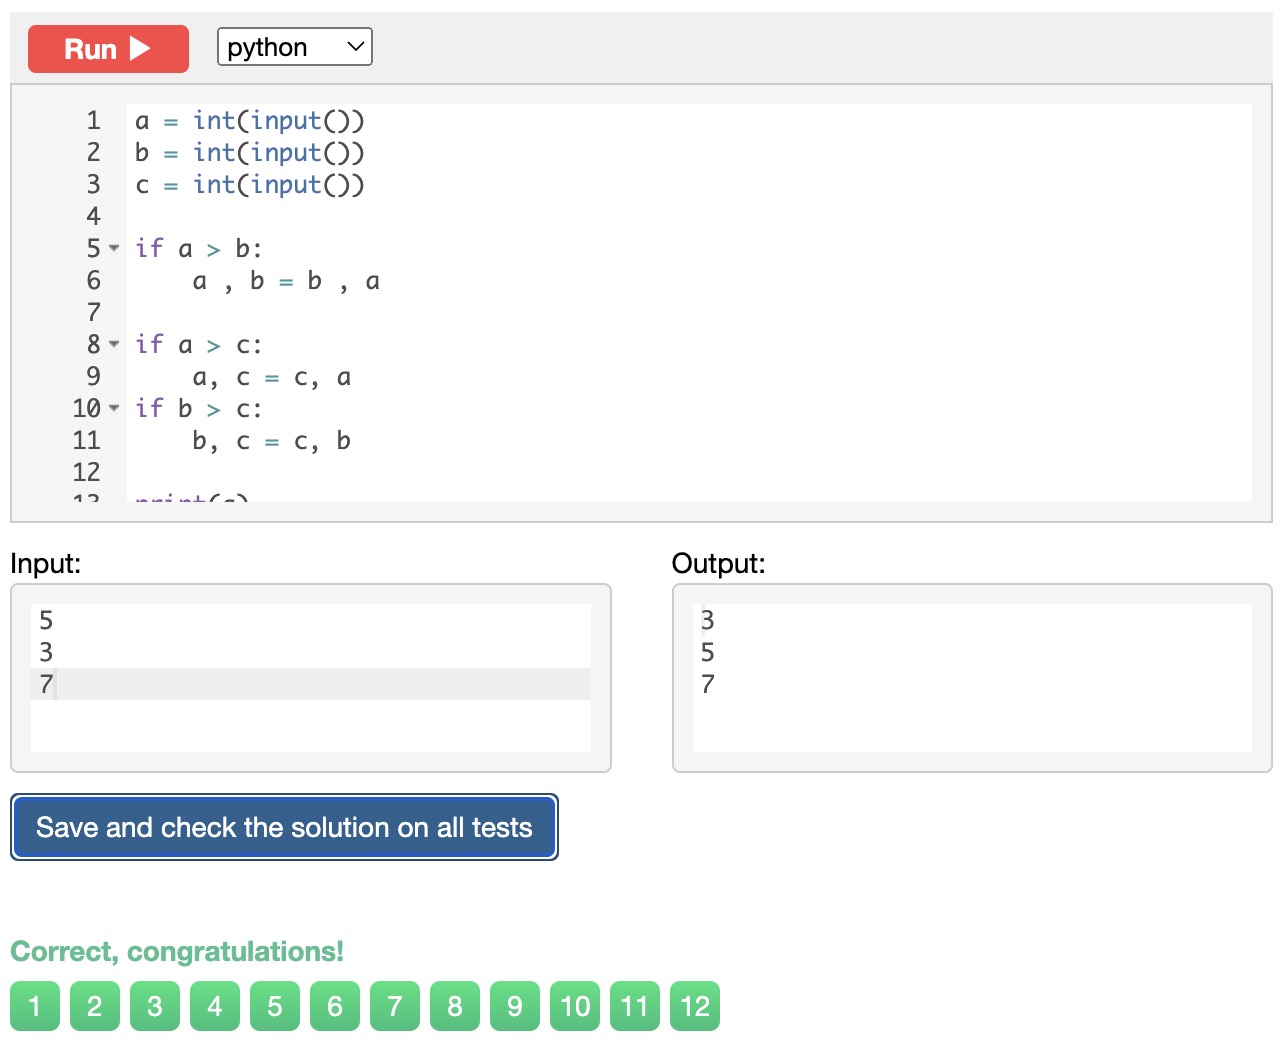 Run
python
1 a = int(input())
2 b = int(input())
3 c = int(input())
4
5 if a > b:
6     a , b = b , a
7
8 if a > c:
9     a, c = c, a
10 if b > c:
11     b, c = c, b
12
13 print(a)
Input:
5
3
7
Output:
3
5
7
Save and check the solution on all tests
Correct, congratulations!
1 2 3 4 5 6 7 8 9 10 11 12